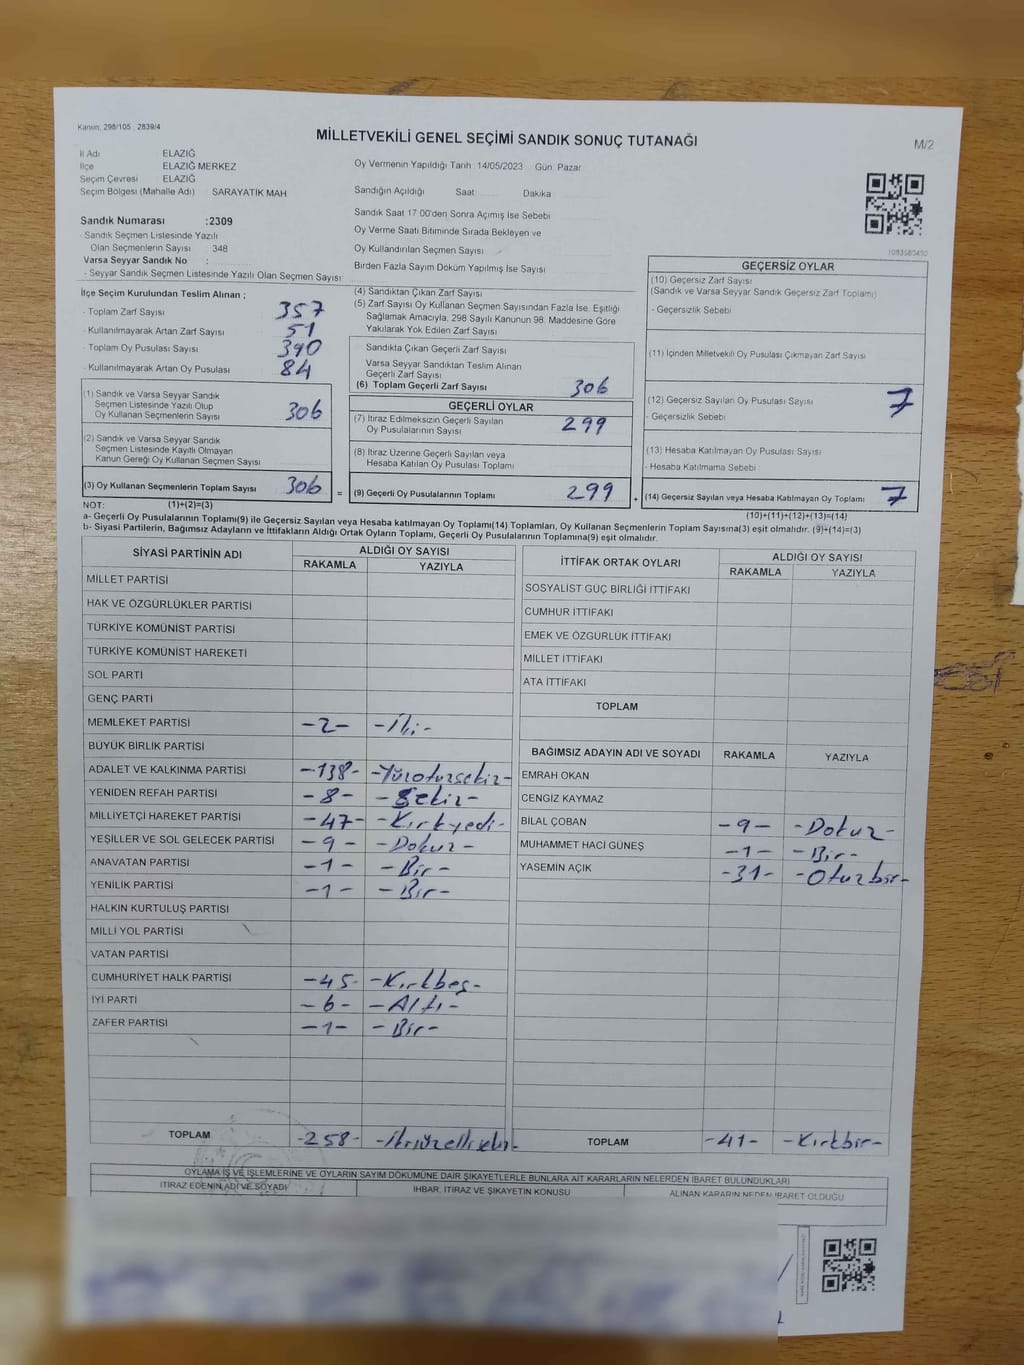 Kanun; 298/105 , 2839/4
MİLLETVEKİLİ GENEL SEÇİMİ SANDIK SONUÇ TUTANAĞI
M/2
İl Adı ELAZIĞ
İlçe ELAZIĞ MERKEZ
Seçim Çevresi ELAZIĞ
Seçim Bölgesi (Mahalle Adı) : SARAYATİK MAH
Oy Vermenin Yapıldığı Tarih : 14/05/2023 Gün: Pazar
Sandığın Açıldığı Saat Dakika
Sandık Saat 17:00'den Sonra Açımış İse Sebebi
Oy Verme Saati Bitiminde Sırada Bekleyen ve
Oy Kullandırılan Seçmen Sayısı
Birden Fazla Sayım Döküm Yapılmış İse Sayısı
Sandık Numarası :2309
- Sandık Seçmen Listesinde Yazılı
Olan Seçmenlerin Sayısı 348
Varsa Seyyar Sandık No
- Seyyar Sandık Seçmen Listesinde Yazılı Olan Seçmen Sayısı
İlçe Seçim Kurulundan Teslim Alınan ;
- Toplam Zarf Sayısı 357
- Kullanılmayarak Artan Zarf Sayısı 51
- Toplam Oy Pusulası Sayısı 390
- Kullanılmayarak Artan Oy Pusulası 84
(1) Sandık ve Varsa Seyyar Sandık
Seçmen Listesinde Yazılı Olup
Oy Kullanan Seçmenlerin Sayısı 306
(2) Sandık ve Varsa Seyyar Sandık
Seçmen Listesinde Kayıtlı Olmayan
Kanun Gereği Oy Kullanan Seçmen Sayısı
(3) Oy Kullanan Seçmenlerin Toplam Sayısı 306 =
(4) Sandıktan Çıkan Zarf Sayısı
(5) Zarf Sayısı Oy Kullanan Seçmen Sayısından Fazla İse, Eşitliği
Sağlamak Amacıyla, 298 Sayılı Kanunun 98. Maddesine Göre
Yakılarak Yok Edilen Zarf Sayısı
Sandıkta Çıkan Geçerli Zarf Sayısı
Varsa Seyyar Sandıktan Teslim Alınan
Geçerli Zarf Sayısı
(6) Toplam Geçerli Zarf Sayısı 306
GEÇERLİ OYLAR
(7) İtiraz Edilmeksizin Geçerli Sayılan
Oy Pusulalarının Sayısı 299
(8) İtiraz Üzerine Geçerli Sayılan veya
Hesaba Katılan Oy Pusulası Toplamı
(9) Geçerli Oy Pusulalarının Toplamı 299 +
1083683430
GEÇERSİZ OYLAR
(10) Geçersiz Zarf Sayısı
(Sandık ve Varsa Seyyar Sandık Geçersiz Zarf Toplamı)
- Geçersizlik Sebebi
(11) İçinden Milletvekili Oy Pusulası Çıkmayan Zarf Sayısı
(12) Geçersiz Sayılan Oy Pusulası Sayısı 7
- Geçersizlik Sebebi
(13) Hesaba Katılmayan Oy Pusulası Sayısı
- Hesaba Katılmama Sebebi
(14) Geçersiz Sayılan veya Hesaba Katılmayan Oy Toplamı 7
NOT: (1)+(2)=(3) (10)+(11)+(12)+(13)=(14)
a- Geçerli Oy Pusulalarının Toplamı(9) ile Geçersiz Sayılan veya Hesaba katılmayan Oy Toplamı(14) Toplamları, Oy Kullanan Seçmenlerin Toplam Sayısına(3) eşit olmalıdır. (9)+(14)=(3)
b- Siyasi Partilerin, Bağımsız Adayların ve İttifakların Aldığı Ortak Oyların Toplamı, Geçerli Oy Pusulalarının Toplamına(9) eşit olmalıdır.
SİYASİ PARTİNİN ADI ALDIĞI OY SAYISI
RAKAMLA YAZIYLA
MİLLET PARTİSİ
HAK VE ÖZGÜRLÜKLER PARTİSİ
TÜRKİYE KOMÜNİST PARTİSİ
TÜRKİYE KOMÜNİST HAREKETİ
SOL PARTİ
GENÇ PARTİ
MEMLEKET PARTİSİ -2- -İki-
BÜYÜK BİRLİK PARTİSİ
ADALET VE KALKINMA PARTİSİ -138- -Yüzotuzsekiz-
YENİDEN REFAH PARTİSİ -8- -Sekiz-
MİLLİYETÇİ HAREKET PARTİSİ -47- -Kırkyedi-
YEŞİLLER VE SOL GELECEK PARTİSİ -9- -Dokuz-
ANAVATAN PARTİSİ -1- -Bir-
YENİLİK PARTİSİ -1- -Bir-
HALKIN KURTULUŞ PARTİSİ
MİLLİ YOL PARTİSİ
VATAN PARTİSİ
CUMHURİYET HALK PARTİSİ -45- -Kırkbeş-
İYİ PARTİ -6- -Altı-
ZAFER PARTİSİ -1- -Bir-
TOPLAM -258- -İkiyüzellisekiz-
İTTİFAK ORTAK OYLARI ALDIĞI OY SAYISI
RAKAMLA YAZIYLA
SOSYALİST GÜÇ BİRLİĞİ İTTİFAKI
CUMHUR İTTİFAKI
EMEK VE ÖZGÜRLÜK İTTİFAKI
MİLLET İTTİFAKI
ATA İTTİFAKI
TOPLAM
BAĞIMSIZ ADAYIN ADI VE SOYADI RAKAMLA YAZIYLA
EMRAH OKAN
CENGİZ KAYMAZ
BİLAL ÇOBAN -9- -Dokuz-
MUHAMMET HACI GÜNEŞ -1- -Bir-
YASEMİN AÇIK -31- -Otuzbir-
TOPLAM -41- -Kırkbir-
OYLAMA İŞ VE İŞLEMLERİNE VE OYLARIN SAYIM DÖKÜMÜNE DAİR ŞİKAYETLERLE BUNLARA AİT KARARLARIN NELERDEN İBARET BULUNDUKLARI
İTİRAZ EDENİN ADI VE SOYADI İHBAR, İTİRAZ VE ŞİKAYETİN KONUSU ALINAN KARARIN NEDEN İBARET OLDUĞU